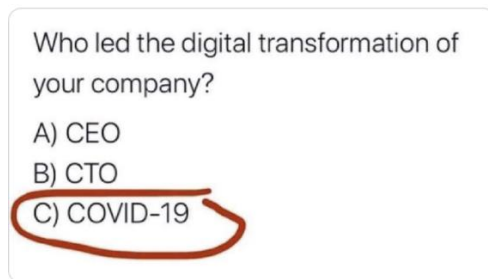 Who led the digital transformation of
your company?
A) CEO
B) CTO
C) COVID-19